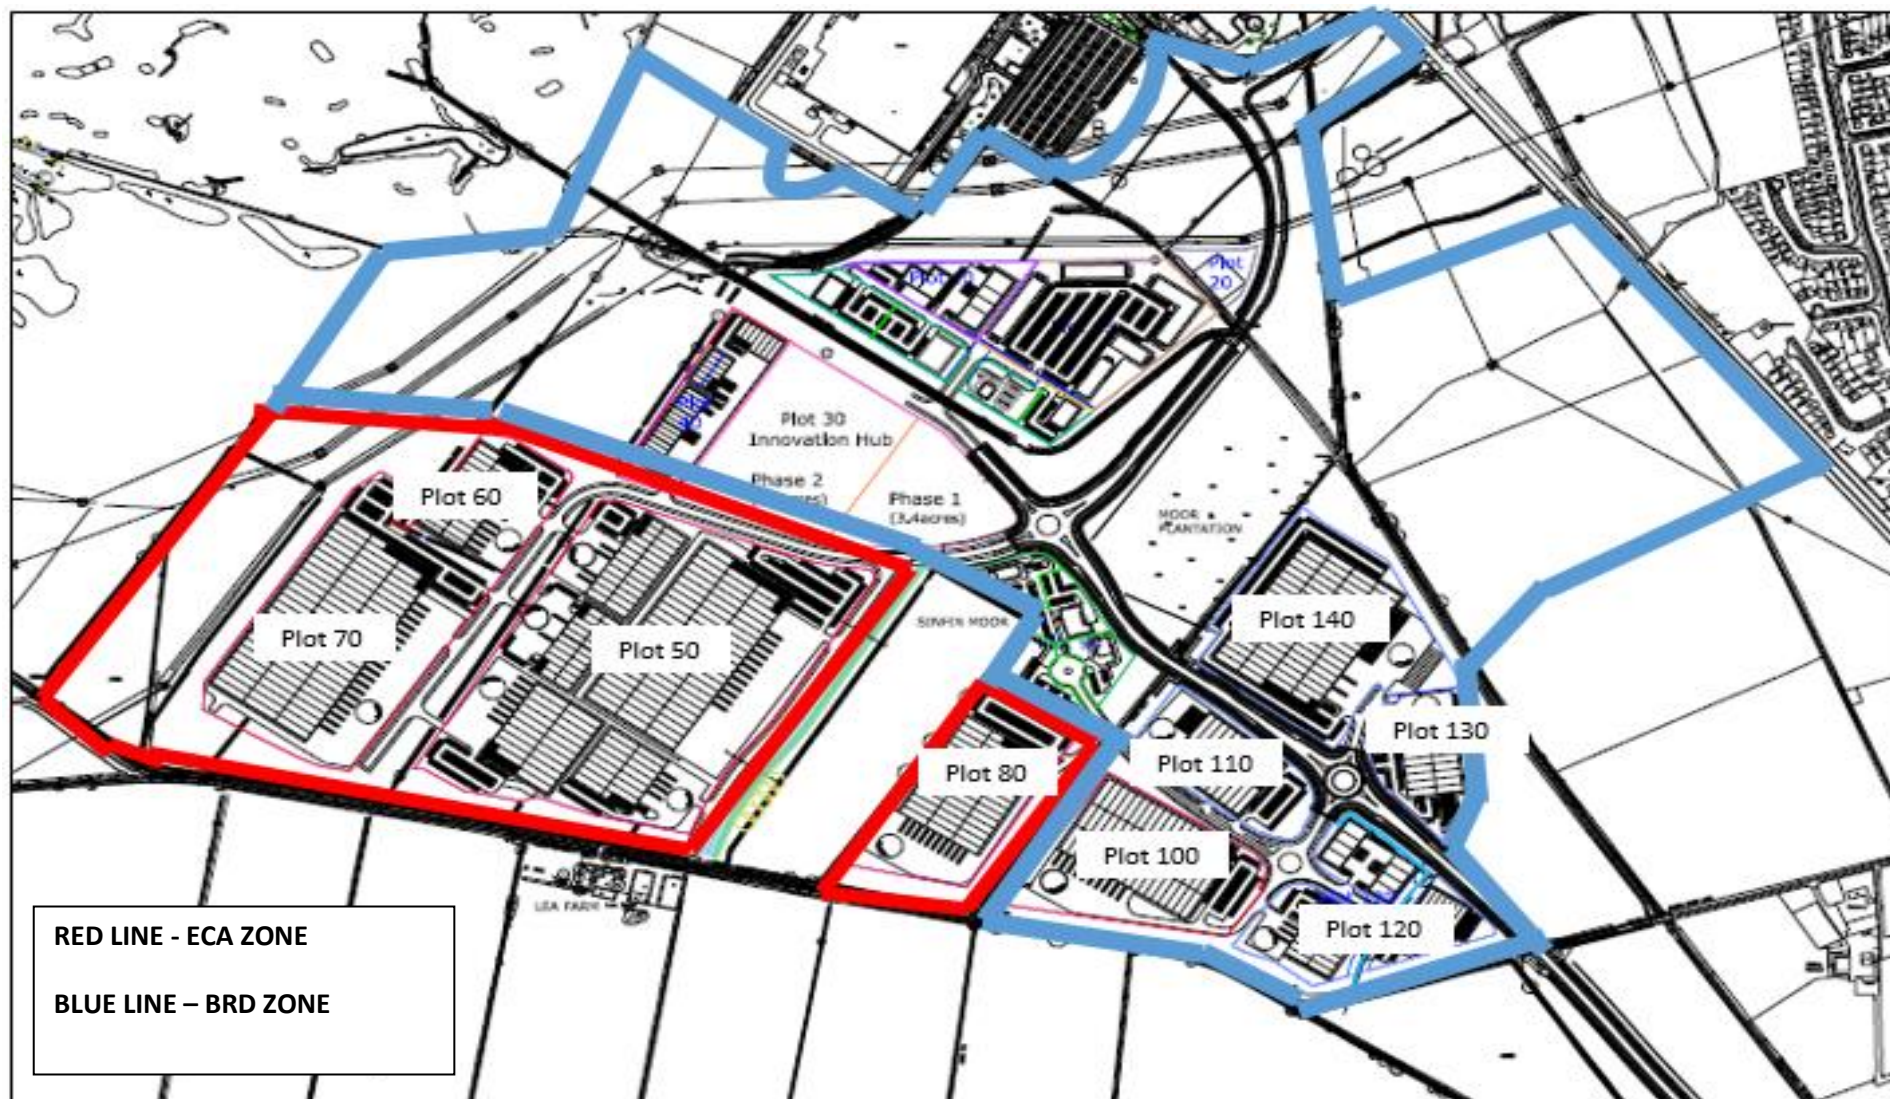 Plot
20
Plot 30
Innovation Hub
Phase 2
Phase 1
(3.4acres)
MOOR
PLANTATION
Plot 60
Plot 70
Plot 50
SINFIN MOOR
Plot 140
Plot 130
Plot 110
Plot 80
Plot 100
Plot 120
LEA FARM
RED LINE - ECA ZONE
BLUE LINE – BRD ZONE